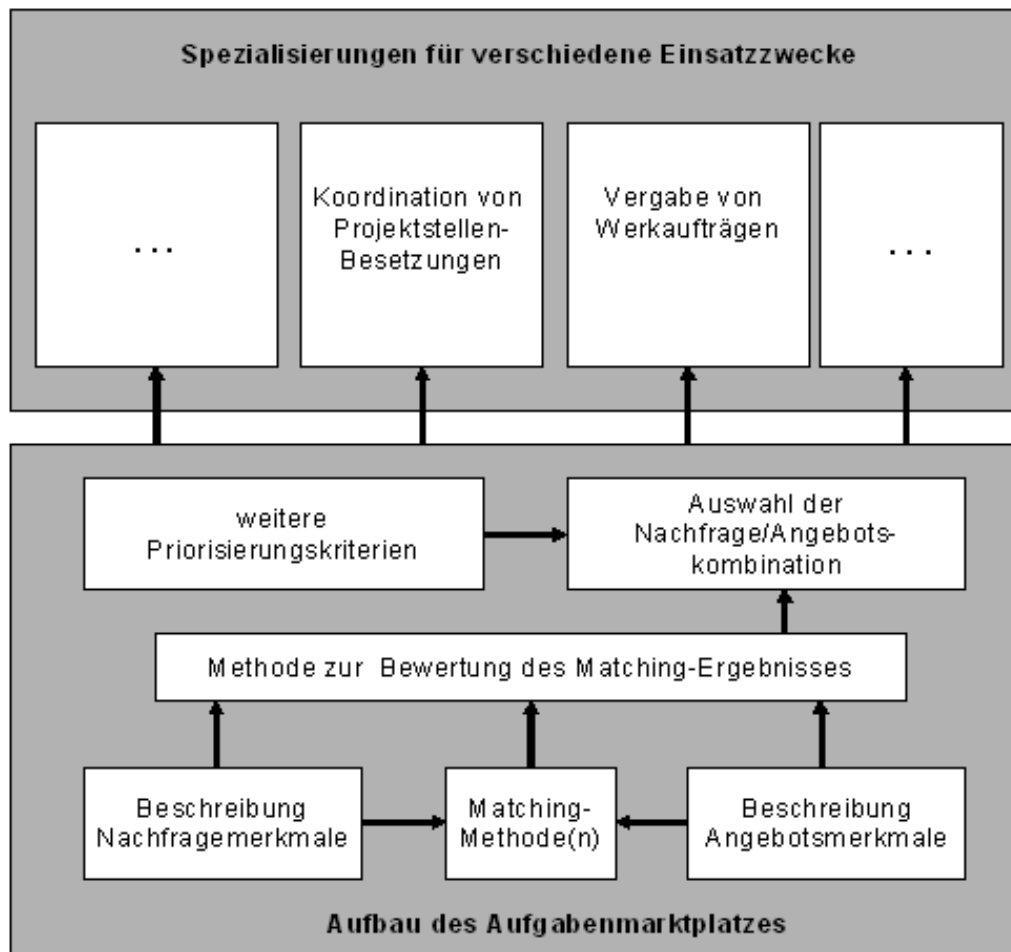 Spezialisierungen für verschiedene Einsatzzwecke
...
Koordination von
Projektstellen-
Besetzungen
Vergabe von
Werkaufträgen
...
weitere
Priorisierungskriterien
Auswahl der
Nachfrage/Angebots-
kombination
Methode zur Bewertung des Matching-Ergebnisses
Beschreibung
Nachfragemerkmale
Matching-
Methode(n)
Beschreibung
Angebotsmerkmale
Aufbau des Aufgabenmarktplatzes